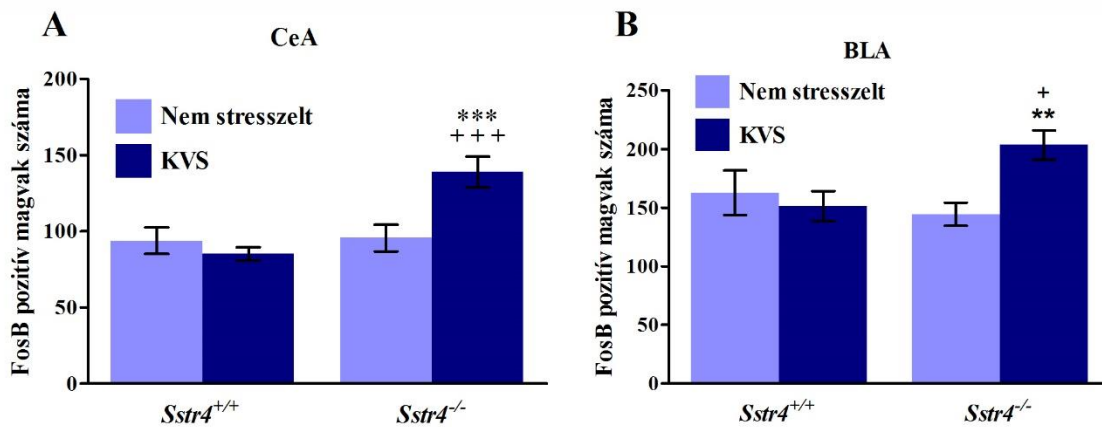 A
CeA
FosB pozitív magvak száma
200
150
100
50
0
Nem stresszelt
KVS
***
+++
Sstr4+/+
Sstr4-/-
B
BLA
FosB pozitív magvak száma
250
200
150
100
50
0
Nem stresszelt
KVS
+
**
Sstr4+/+
Sstr4-/-